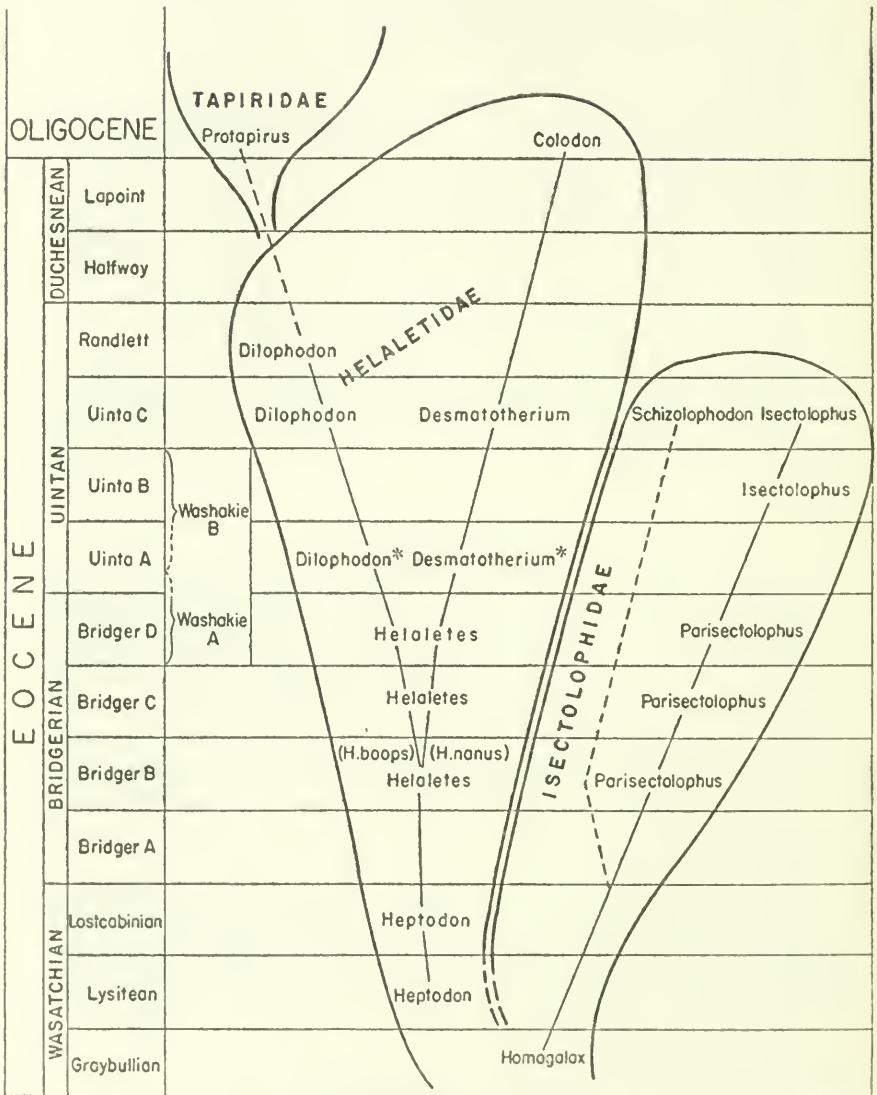 TAPIRIDAE
OLIGOCENE
Protapirus
Colodon
EOCENE
DUCHESNEAN
Lapoint
Halfway
HELALETIDAE
UINTAN
Randlett
Dilophodon
Uinta C
Dilophodon
Desmatotherium
Schizolophodon Isectolophus
Uinta B
Washakie
B
Isectolophus
Uinta A
Dilophodon*
Desmatotherium*
ISECTOLOPHIDAE
BRIDGERIAN
Bridger D
Washakie
A
Helaletes
Parisectolophus
Bridger C
Helaletes
Parisectolophus
Bridger B
(H.boops)
(H.nanus)
Helaletes
Parisectolophus
Bridger A
WASATCHIAN
Lostcabinian
Heptodon
Lysitean
Heptodon
Graybullian
Homogalax